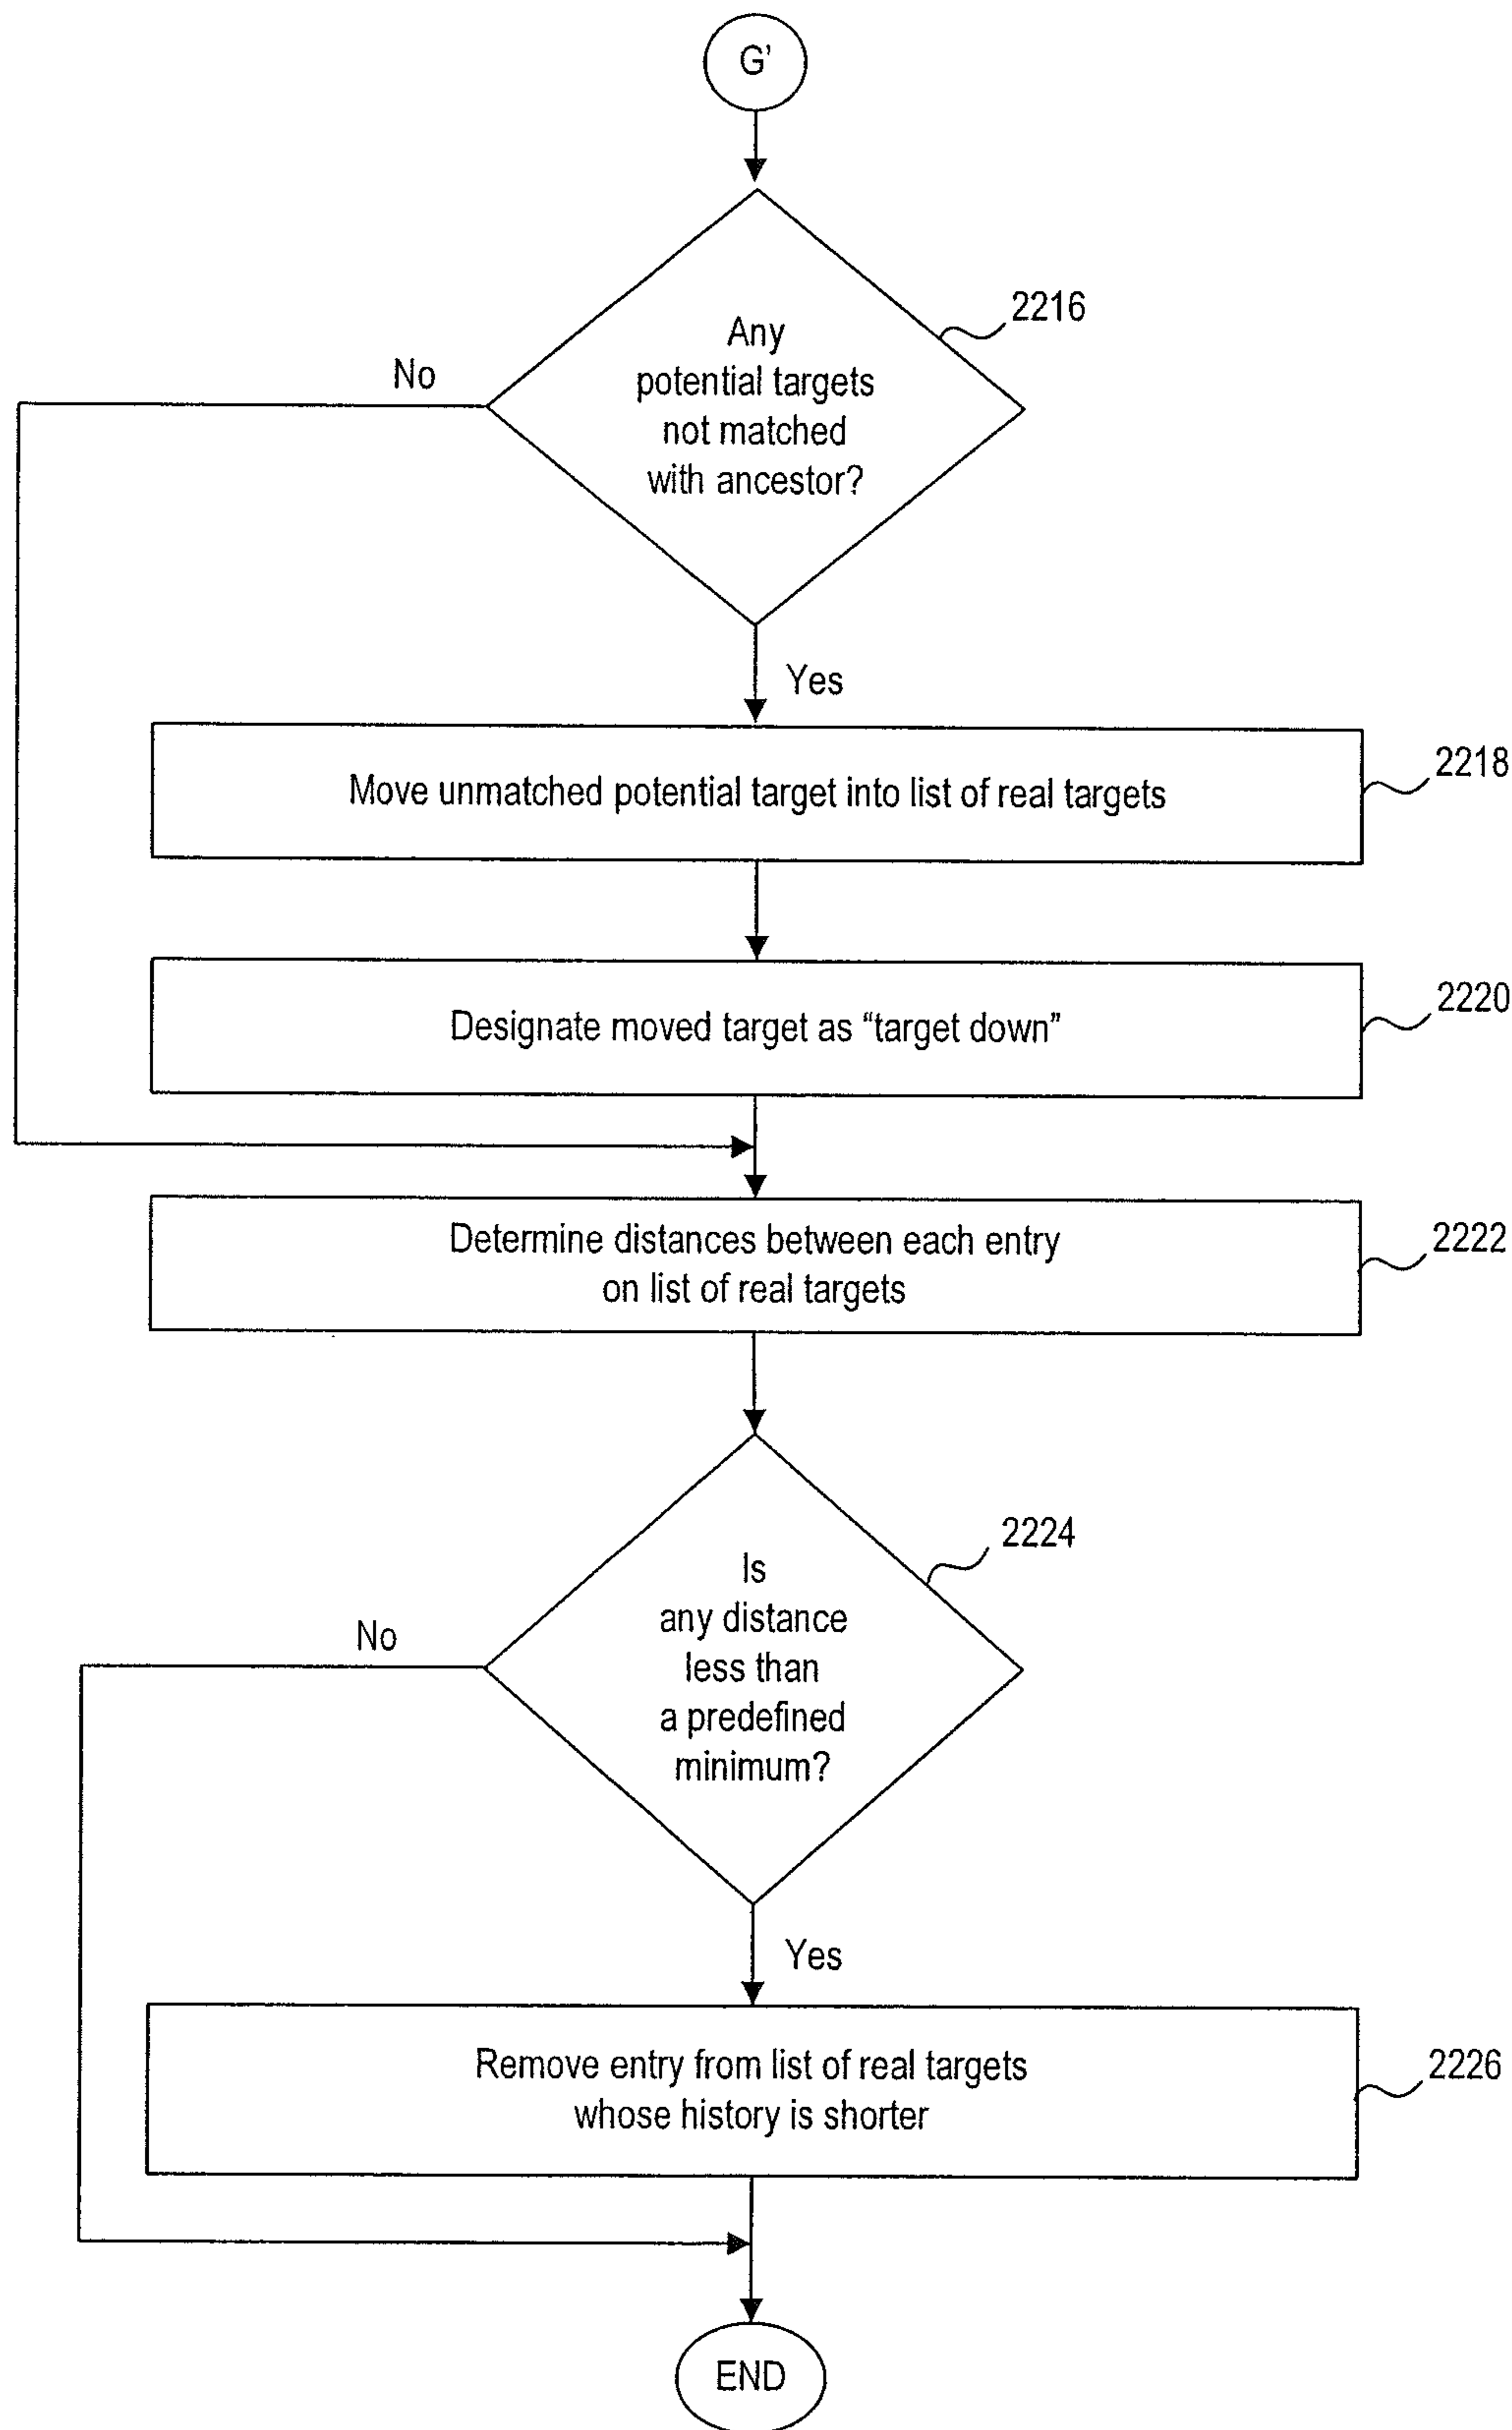 G’
Any
potential targets
not matched
with ancestor?
2216
No
Yes
Move unmatched potential target into list of real targets
2218
Designate moved target as “target down”
2220
Determine distances between each entry
on list of real targets
2222
Is
any distance
less than
a predefined
minimum?
2224
No
Yes
Remove entry from list of real targets
whose history is shorter
2226
END